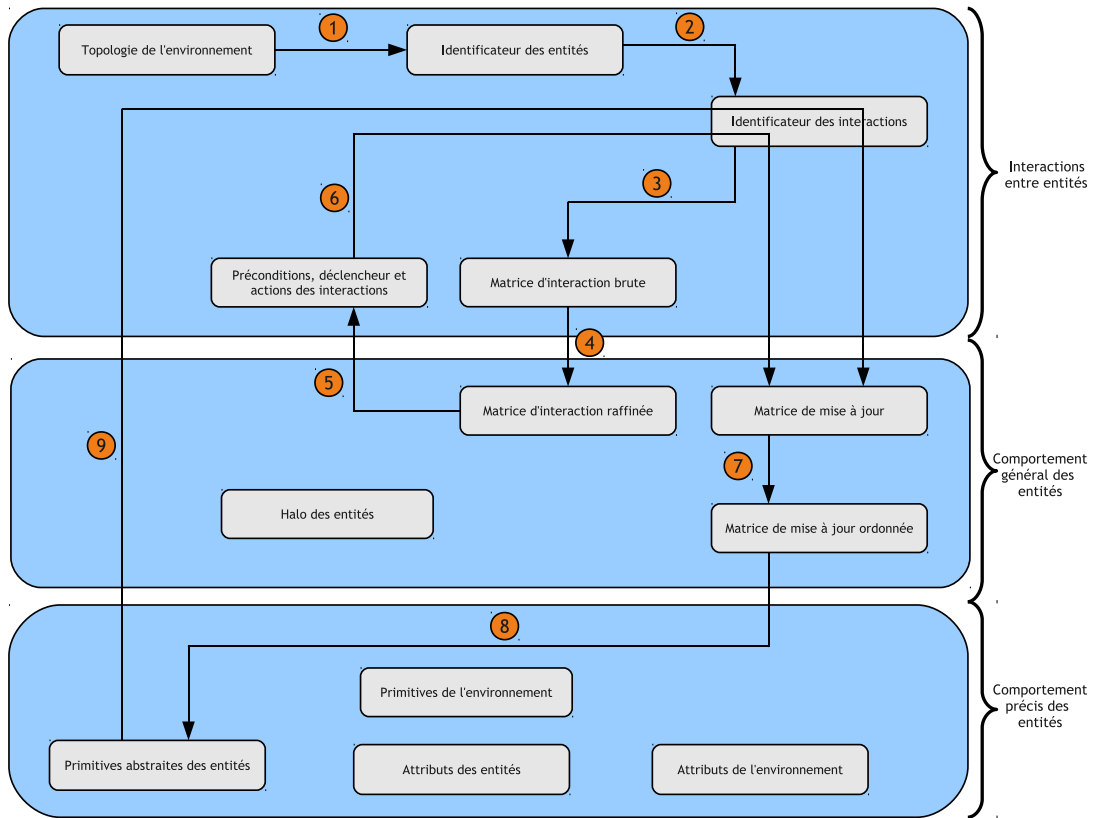 1
2
Topologie de l'environnement
Identificateur des entités
Identificateur des interactions
Interactions
entre entités
3
6
Préconditions, déclencheur et
actions des interactions
Matrice d'interaction brute
4
5
Matrice d'interaction raffinée
Matrice de mise à jour
9
7
Comportement
général des
entités
Halo des entités
Matrice de mise à jour ordonnée
8
Primitives de l'environnement
Comportement
précis des
entités
Primitives abstraites des entités
Attributs des entités
Attributs de l'environnement